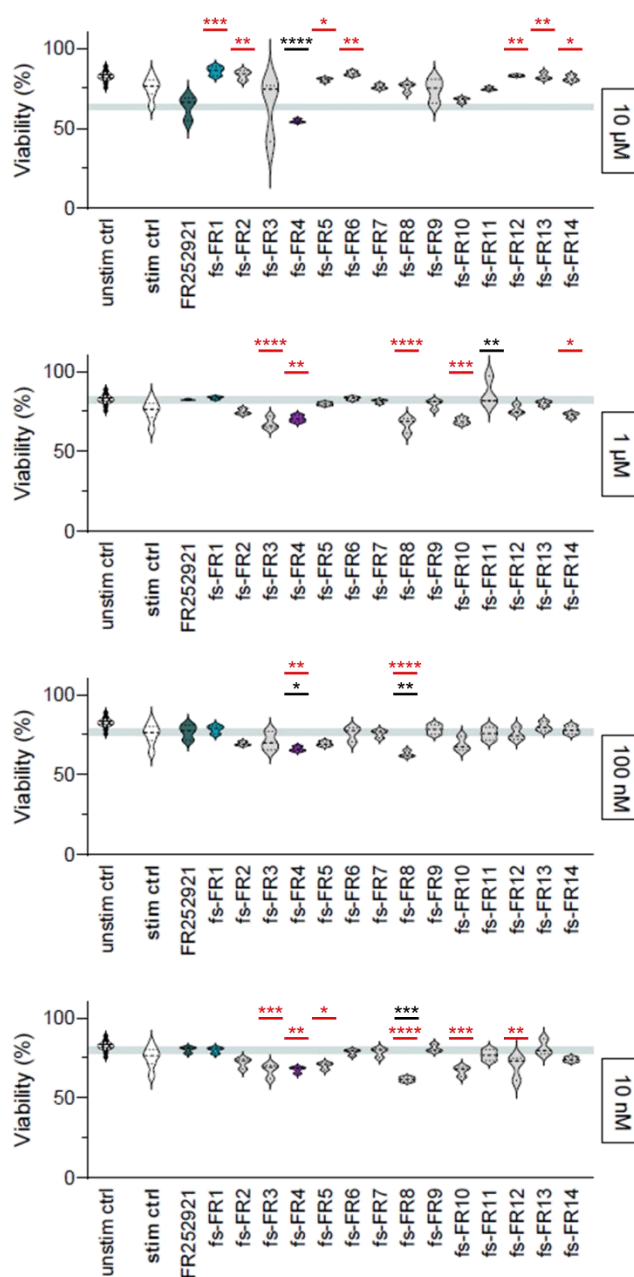 *** ** **** * ** ** ** *
Viability (%)
100
50
0
10 µM
unstim ctrl
stim ctrl
FR252921
fs-FR1
fs-FR2
fs-FR3
fs-FR4
fs-FR5
fs-FR6
fs-FR7
fs-FR8
fs-FR9
fs-FR10
fs-FR11
fs-FR12
fs-FR13
fs-FR14
**** ** **** *** ** *
Viability (%)
100
50
0
1 µM
unstim ctrl
stim ctrl
FR252921
fs-FR1
fs-FR2
fs-FR3
fs-FR4
fs-FR5
fs-FR6
fs-FR7
fs-FR8
fs-FR9
fs-FR10
fs-FR11
fs-FR12
fs-FR13
fs-FR14
** ****
* **
Viability (%)
100
50
0
100 nM
unstim ctrl
stim ctrl
FR252921
fs-FR1
fs-FR2
fs-FR3
fs-FR4
fs-FR5
fs-FR6
fs-FR7
fs-FR8
fs-FR9
fs-FR10
fs-FR11
fs-FR12
fs-FR13
fs-FR14
*** * ***
** **** *** **
Viability (%)
100
50
0
10 nM
unstim ctrl
stim ctrl
FR252921
fs-FR1
fs-FR2
fs-FR3
fs-FR4
fs-FR5
fs-FR6
fs-FR7
fs-FR8
fs-FR9
fs-FR10
fs-FR11
fs-FR12
fs-FR13
fs-FR14